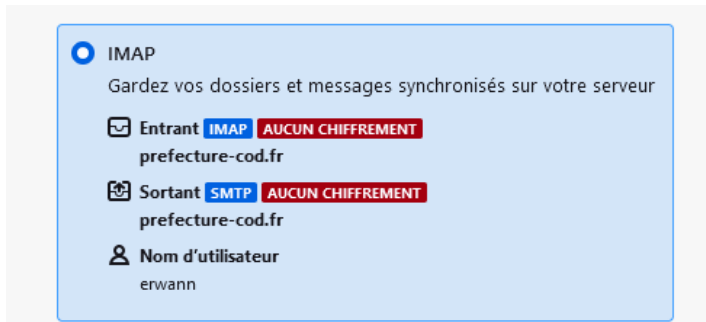 IMAP
Gardez vos dossiers et messages synchronisés sur votre serveur
Entrant IMAP AUCUN CHIFFREMENT
prefecture-cod.fr
Sortant SMTP AUCUN CHIFFREMENT
prefecture-cod.fr
Nom d’utilisateur
erwann